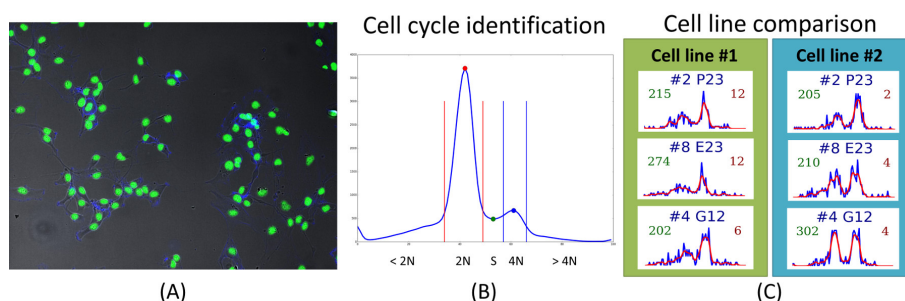 Cell cycle identification
Cell line comparison
Cell line #1
Cell line #2
#2 P23
215
12
#8 E23
274
12
#4 G12
202
6
#2 P23
205
2
#8 E23
210
4
#4 G12
302
4
< 2N
2N
S
4N
> 4N
(A)
(B)
(C)